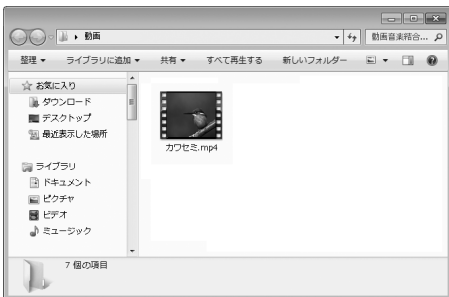 動画
動画音楽結合...
整理 ライブラリに追加 共有 すべて再生する 新しいフォルダー
お気に入り
ダウンロード
デスクトップ
最近表示した場所
ライブラリ
ドキュメント
ピクチャ
ビデオ
ミュージック
カワセミ.mp4
7 個の項目